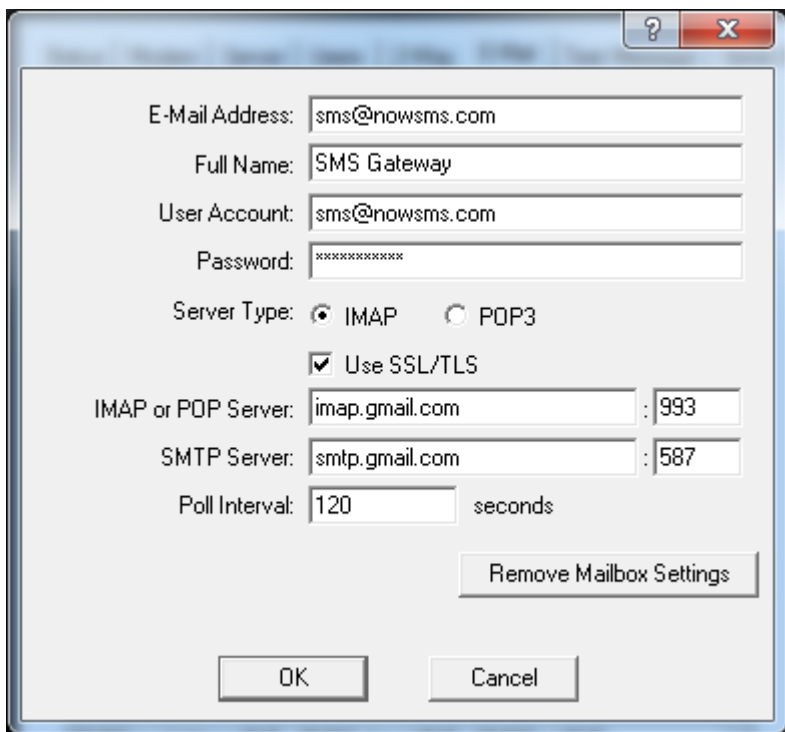 ?
E-Mail Address: sms@nowsms.com
Full Name: SMS Gateway
User Account: sms@nowsms.com
Password: ***********
Server Type: IMAP POP3
Use SSL/TLS
IMAP or POP Server: imap.gmail.com : 993
SMTP Server: smtp.gmail.com : 587
Poll Interval: 120 seconds
Remove Mailbox Settings
OK Cancel